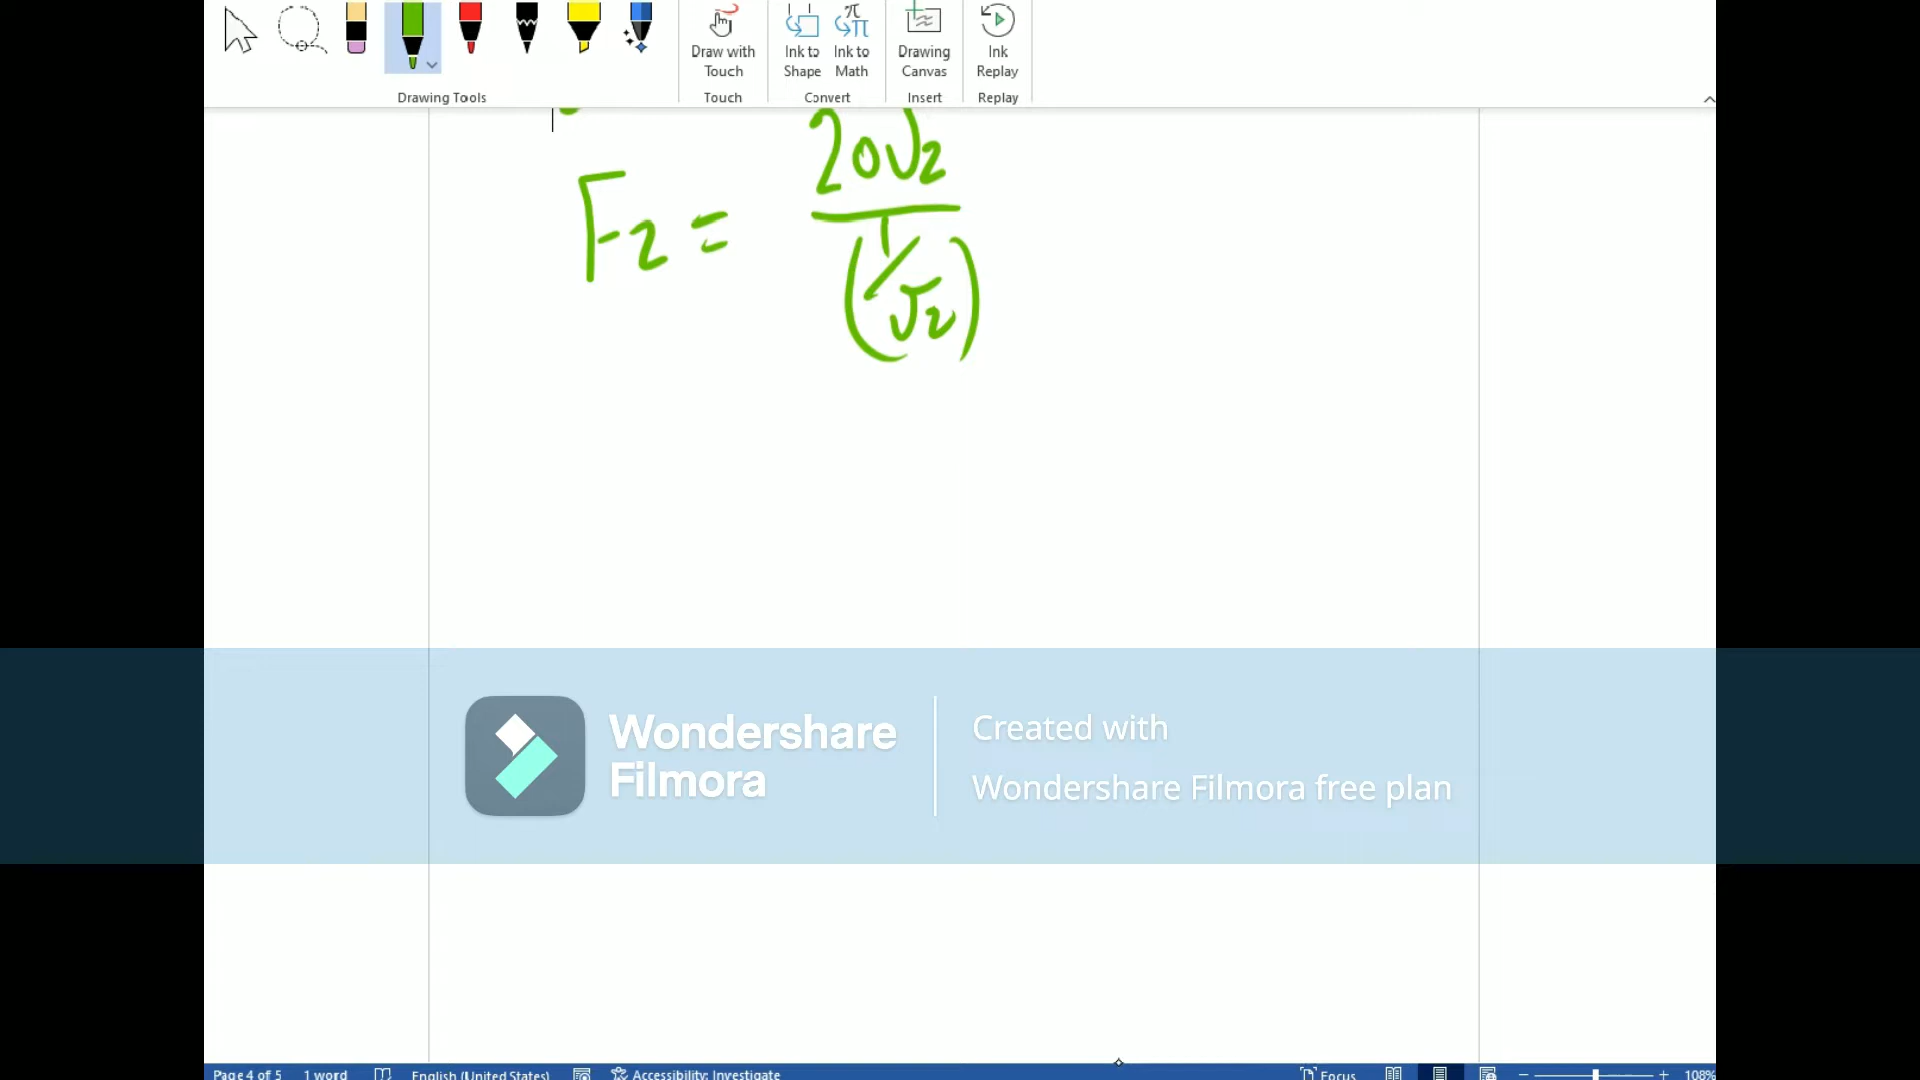 Draw with Touch
Ink to Shape
Ink to Math
Drawing Canvas
Ink Replay
Drawing Tools
Touch
Convert
Insert
Replay
F2 = 20√2 / (1/√2)
Wondershare Filmora
Created with
Wondershare Filmora free plan
Page 4 of 5 1 word English (United States) Accessibility: Investigate Focus 108%